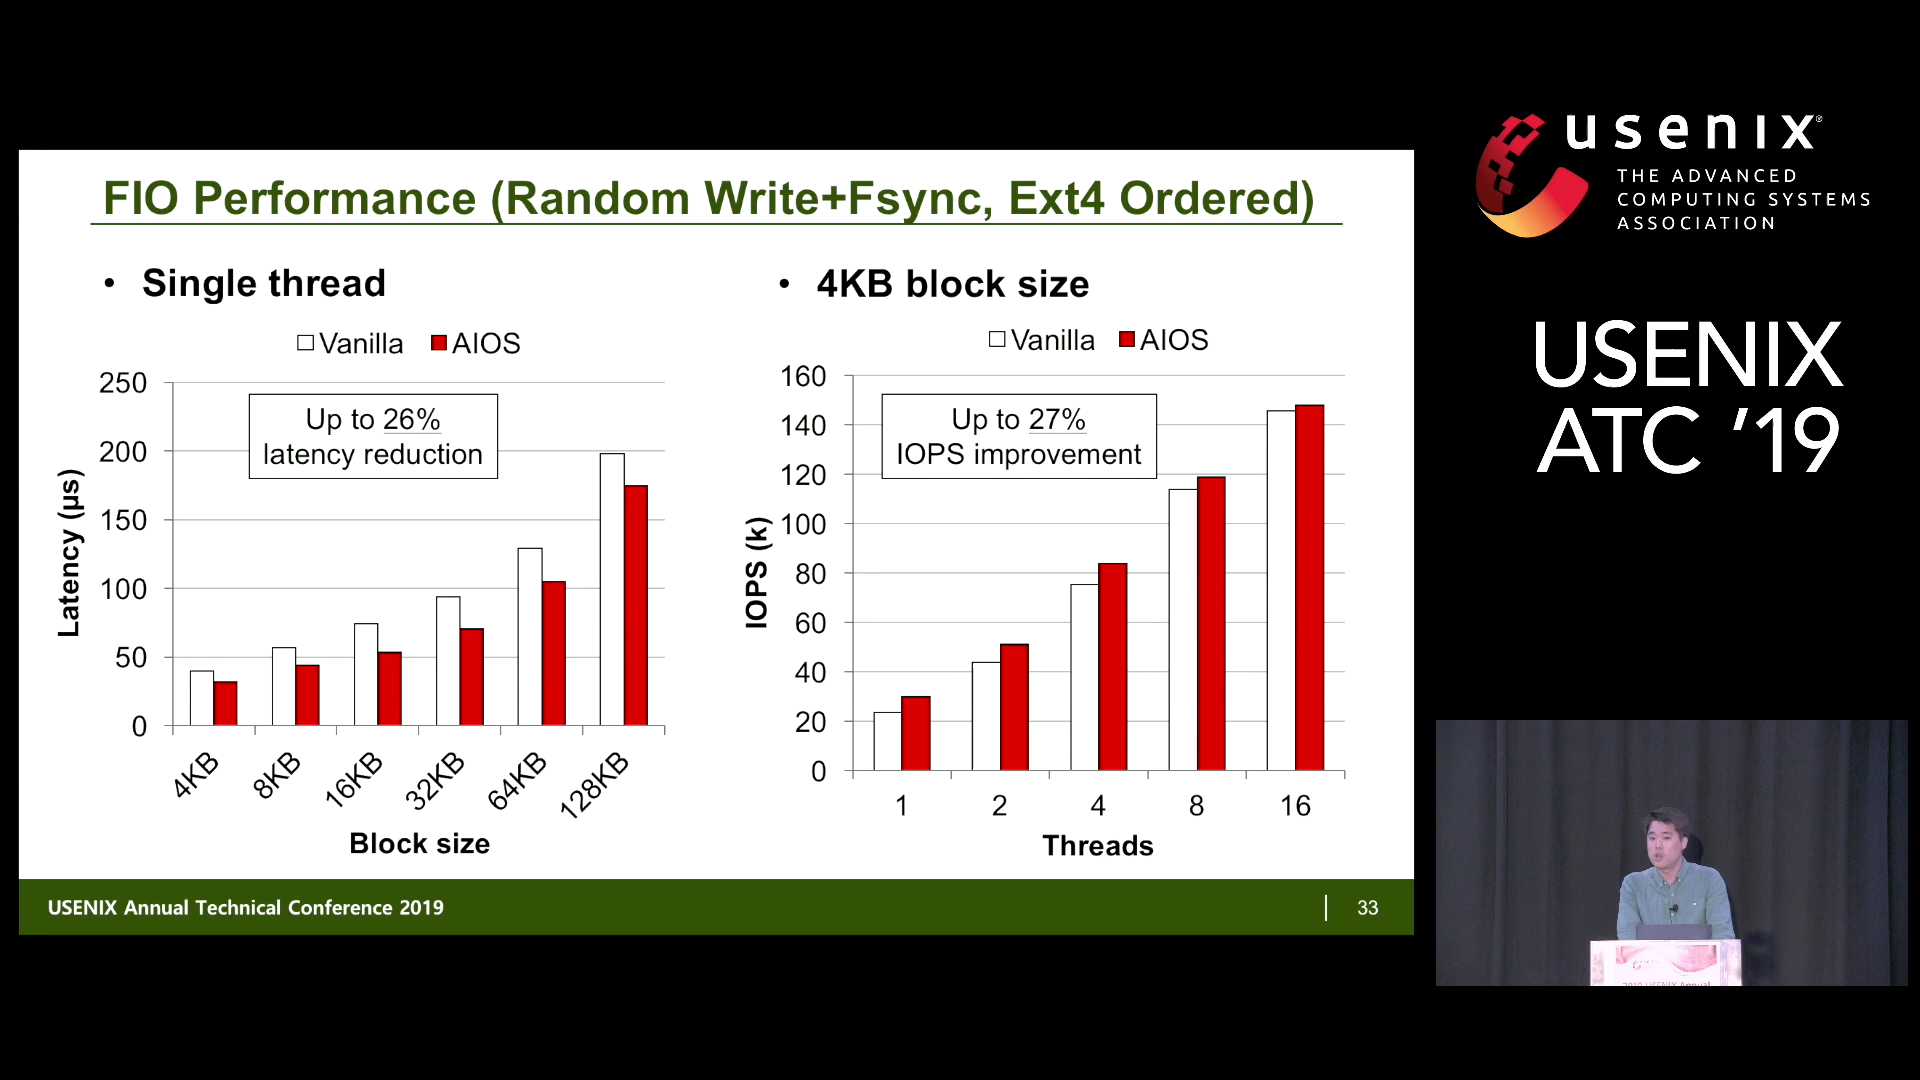 FIO Performance (Random Write+Fsync, Ext4 Ordered)
• Single thread
Vanilla AIOS
Up to 26%
latency reduction
Latency (µs)
250
200
150
100
50
0
4KB 8KB 16KB 32KB 64KB 128KB
Block size
• 4KB block size
Vanilla AIOS
Up to 27%
IOPS improvement
IOPS (k)
160
140
120
100
80
60
40
20
0
1 2 4 8 16
Threads
USENIX Annual Technical Conference 2019
33
usenix®
THE ADVANCED
COMPUTING SYSTEMS
ASSOCIATION
USENIX
ATC '19
2019 USENIX Annual